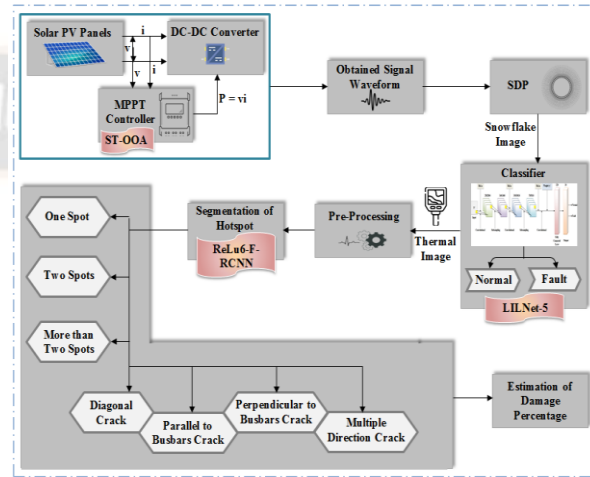 Solar PV Panels
i
DC-DC Converter
v
v
i
MPPT
Controller
P = vi
ST-OOA
Obtained Signal
Waveform
SDP
Snowflake
Image
Classifier
Normal
Fault
LILNet-5
Thermal
Image
Pre-Processing
Segmentation of
Hotspot
ReLu6-F-
RCNN
One Spot
Two Spots
More than
Two Spots
Diagonal
Crack
Parallel to
Busbars Crack
Perpendicular to
Busbars Crack
Multiple
Direction Crack
Estimation of
Damage
Percentage